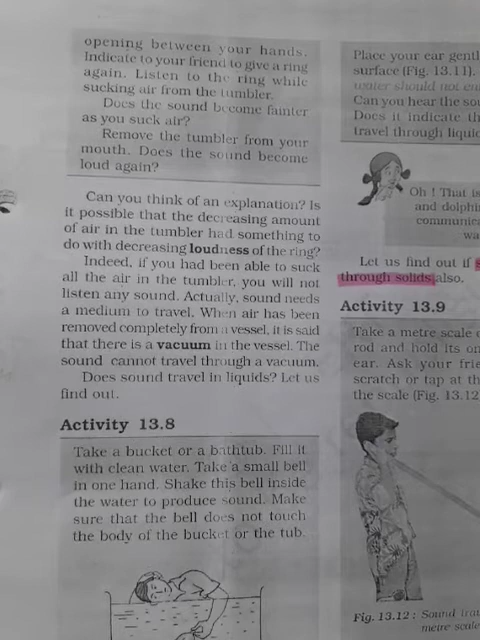 opening between your hands.
Indicate to your friend to give a ring
again. Listen to the ring while
sucking air from the tumbler.
Does the sound become fainter
as you suck air?
Remove the tumbler from your
mouth. Does the sound become
loud again?
Can you think of an explanation? Is
it possible that the decreasing amount
of air in the tumbler had something to
do with decreasing loudness of the ring?
Indeed, if you had been able to suck
all the air in the tumbler, you will not
listen any sound. Actually, sound needs
a medium to travel. When air has been
removed completely from a vessel, it is said
that there is a vacuum in the vessel. The
sound cannot travel through a vacuum.
Does sound travel in liquids? Let us
find out.
Activity 13.8
Take a bucket or a bathtub. Fill it
with clean water. Take a small bell
in one hand. Shake this bell inside
the water to produce sound. Make
sure that the bell does not touch
the body of the bucket or the tub.
Place your ear
surface (Fig. 13.11).
water should not
Can you hear the
Does it indicate
travel through
Oh ! That is
and
Let us find out if
through solids also.
Activity 13.9
Take a metre scale
rod and hold its
ear. Ask your
scratch or tap at
the scale (Fig. 13.12
Fig. 13.12 : Sound
metre scale